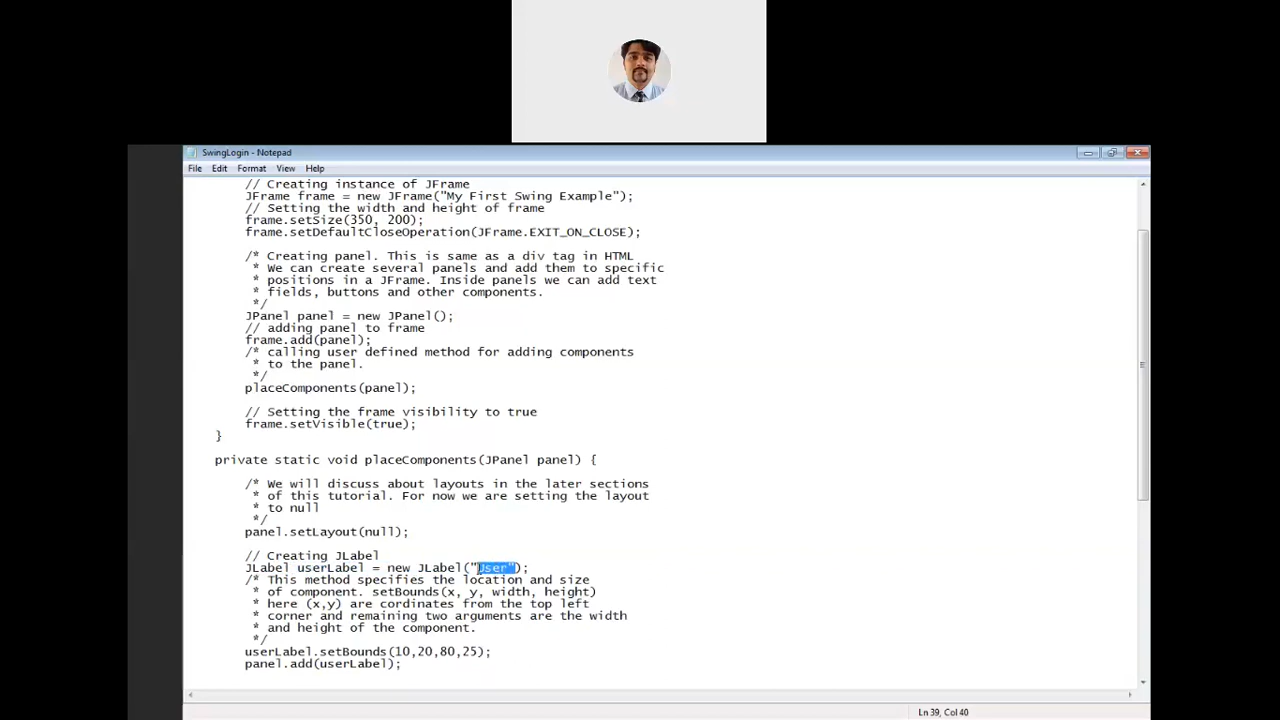 SwingLogin - Notepad
File Edit Format View Help
// Creating instance of JFrame
JFrame frame = new JFrame("My First Swing Example");
// Setting the width and height of frame
frame.setSize(350, 200);
frame.setDefaultCloseOperation(JFrame.EXIT_ON_CLOSE);
/* Creating panel. This is same as a div tag in HTML
* We can create several panels and add them to specific
* positions in a JFrame. Inside panels we can add text
* fields, buttons and other components.
*/
JPanel panel = new JPanel();
// adding panel to frame
frame.add(panel);
/* calling user defined method for adding components
* to the panel.
*/
placeComponents(panel);
// Setting the frame visibility to true
frame.setVisible(true);
}
private static void placeComponents(JPanel panel) {
/* We will discuss about layouts in the later sections
* of this tutorial. For now we are setting the layout
* to null
*/
panel.setLayout(null);
// Creating JLabel
JLabel userLabel = new JLabel("User");
/* This method specifies the location and size
* of component. setBounds(x, y, width, height)
* here (x,y) are cordinates from the top left
* corner and remaining two arguments are the width
* and height of the component.
*/
userLabel.setBounds(10,20,80,25);
panel.add(userLabel);
Ln 39, Col 40